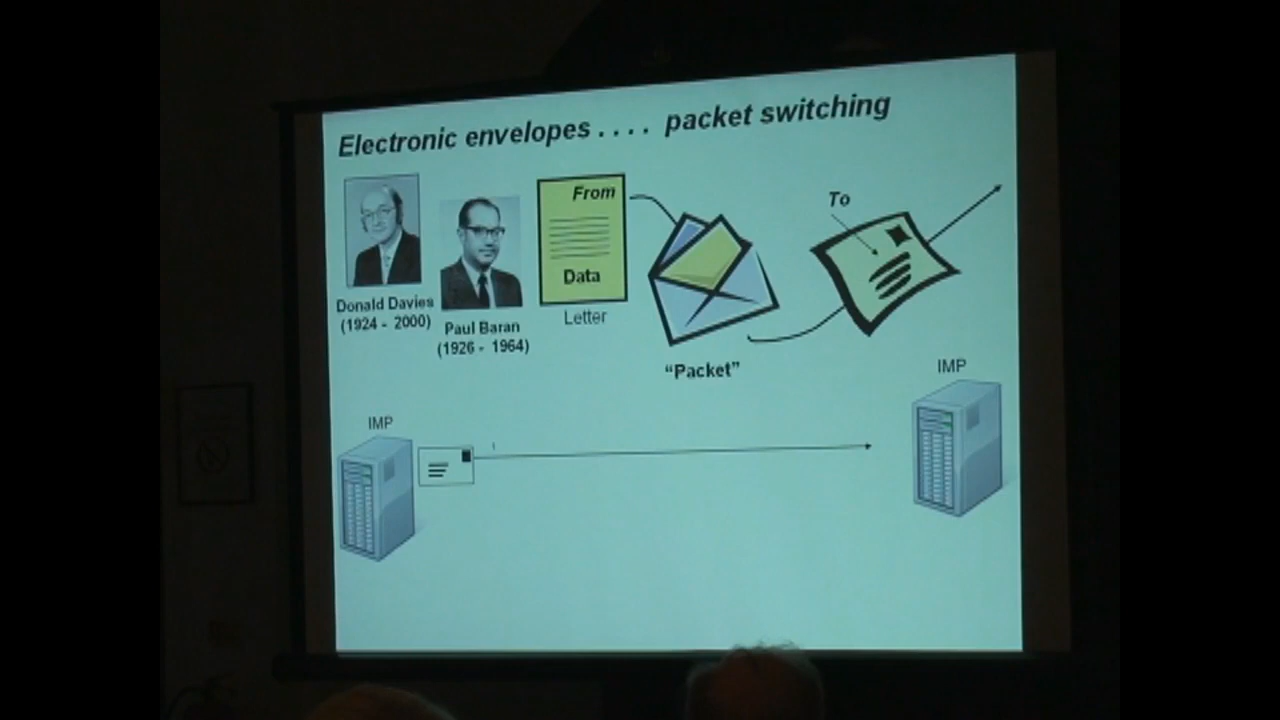 Electronic envelopes . . . . packet switching
From
To
Data
Donald Davies
(1924 - 2000)
Letter
Paul Baran
(1926 - 1964)
“Packet”
IMP
IMP